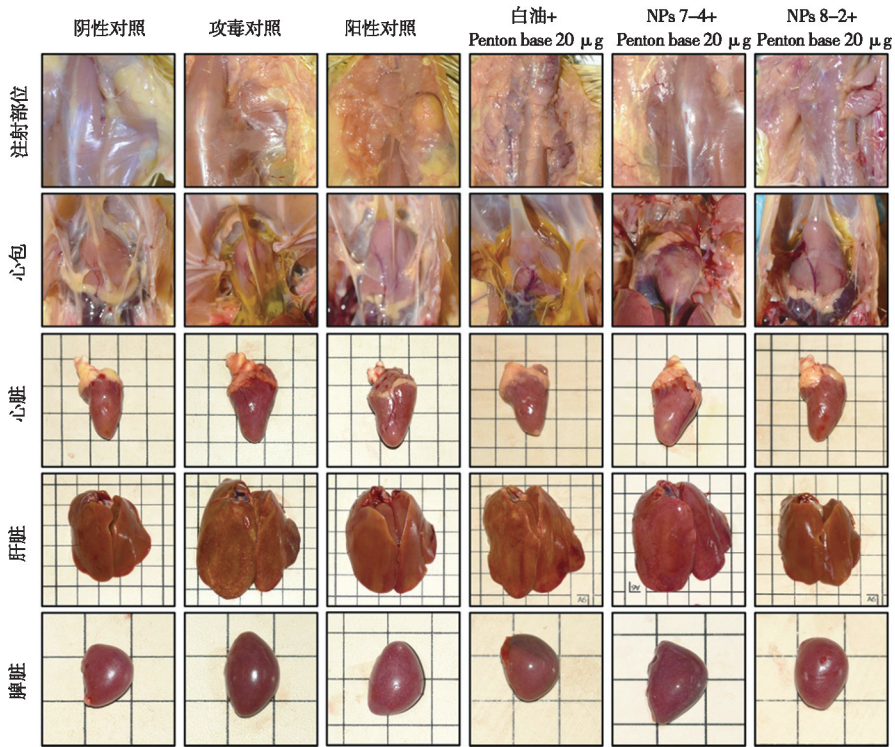 阴性对照
攻毒对照
阳性对照
白油+
Penton base 20 μg
NPs 7–4+
Penton base 20 μg
NPs 8–2+
Penton base 20 μg
注射部位
心包
心脏
肝脏
脾脏